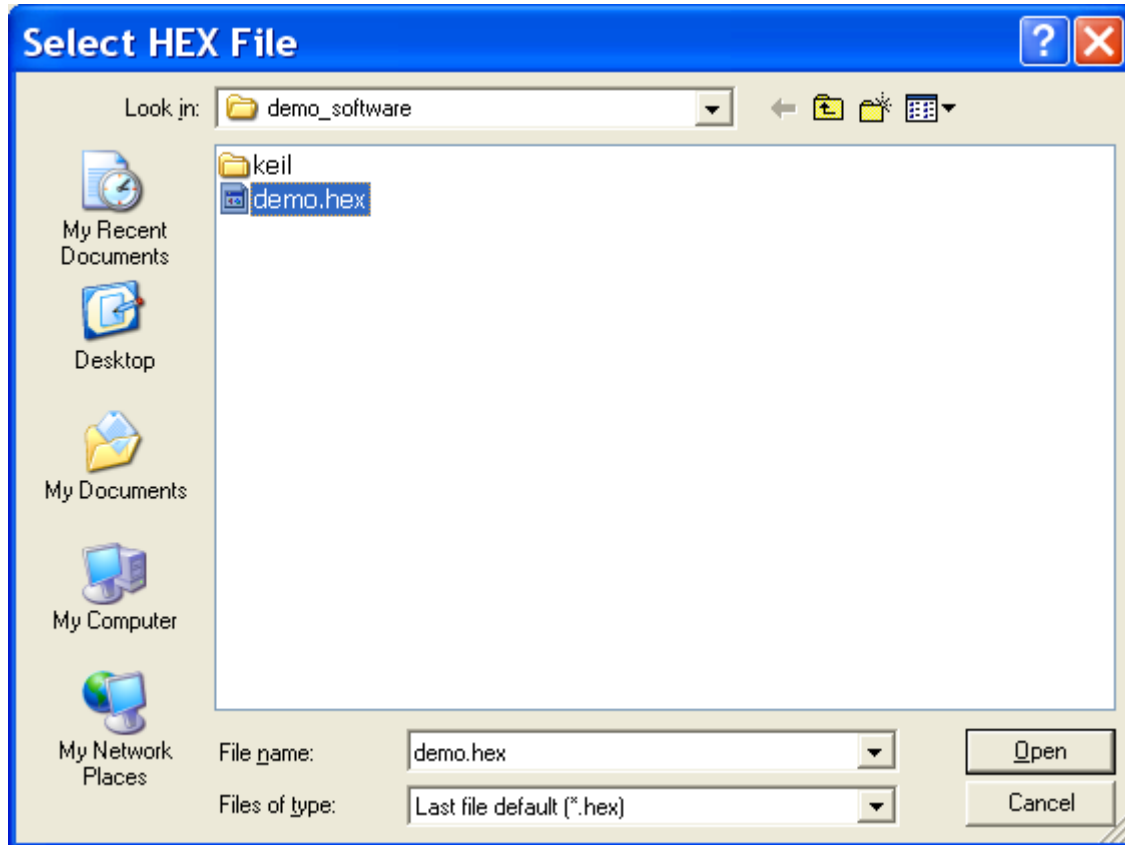 Select HEX File
Look in: demo_software
keil
demo.hex
My Recent
Documents
Desktop
My Documents
My Computer
My Network
Places
File name: demo.hex Open
Files of type: Last file default (*.hex) Cancel